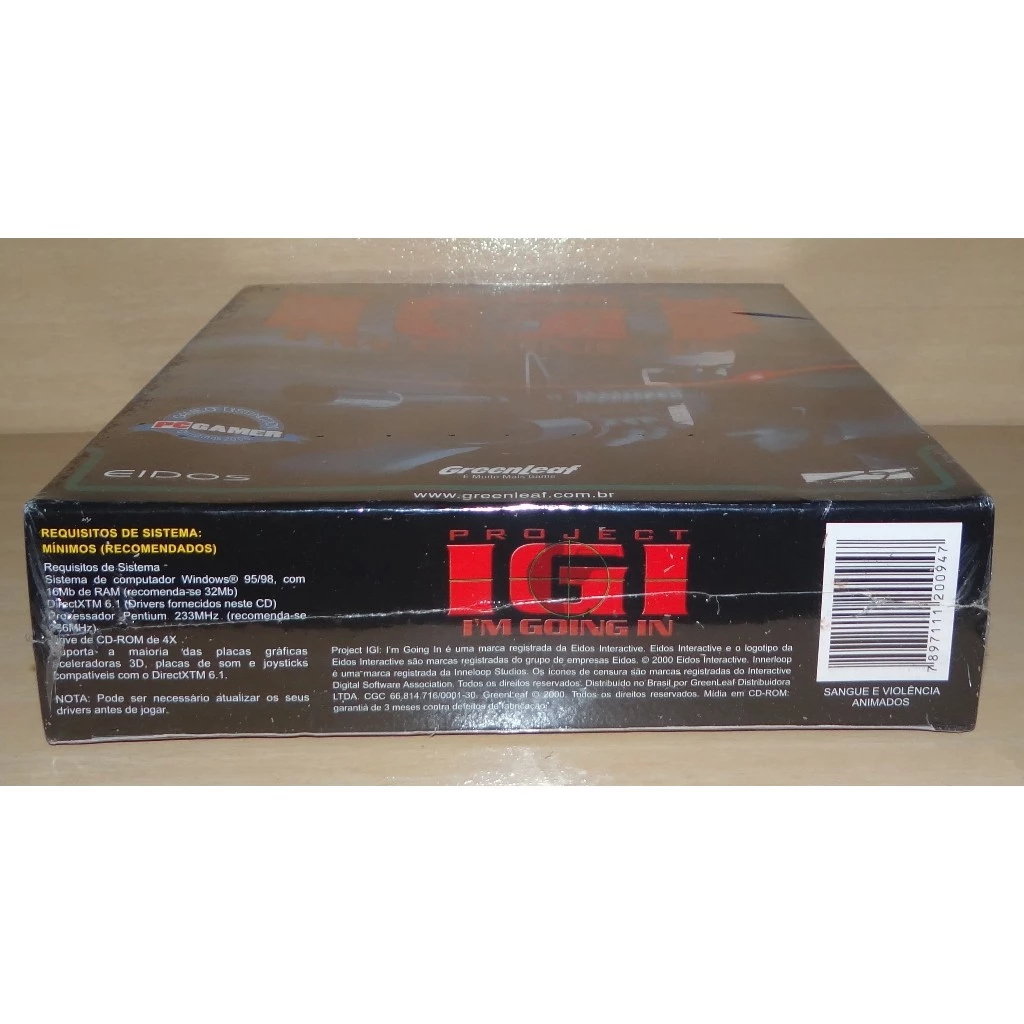 IGI
PC GAMER
EIDOS
GreenLeaf
E Muito Mais Game
www.greenleaf.com.br
REQUISITOS DE SISTEMA:
MÍNIMOS (RECOMENDADOS)
Requisitos de Sistema
Sistema de computador Windows® 95/98, com
16Mb de RAM (recomenda-se 32Mb)
DirectXTM 6.1 (Drivers fornecidos neste CD)
Processador Pentium 233MHz (recomenda-se
Drive de CD-ROM de 4X
Suporta a maioria das placas gráficas
aceleradoras 3D, placas de som e joysticks
compatíveis com o DirectXTM 6.1.
NOTA: Pode ser necessário atualizar os seus
drivers antes de jogar.
PROJECT
IGI
I'M GOING IN
Project IGI: I'm Going In é uma marca registrada da Eidos Interactive. Eidos Interactive e o logotipo da
Eidos Interactive são marcas registradas do grupo de empresas Eidos. © 2000 Eidos Interactive. Innerloop
é uma marca registrada da Inneloop Studios. Os ícones de censura são marcas registradas do Interactive
Digital Software Association. Todos os direitos reservados. Distribuído no Brasil por GreenLeaf Distribuidora
LTDA. CGC 66.814.716/0001-30. GreenLeaf © 2000. Todos os direitos reservados. Mídia em CD-ROM:
garantia de 3 meses contra defeitos de fabricação.
7897111200947
SANGUE E VIOLÊNCIA
ANIMADOS